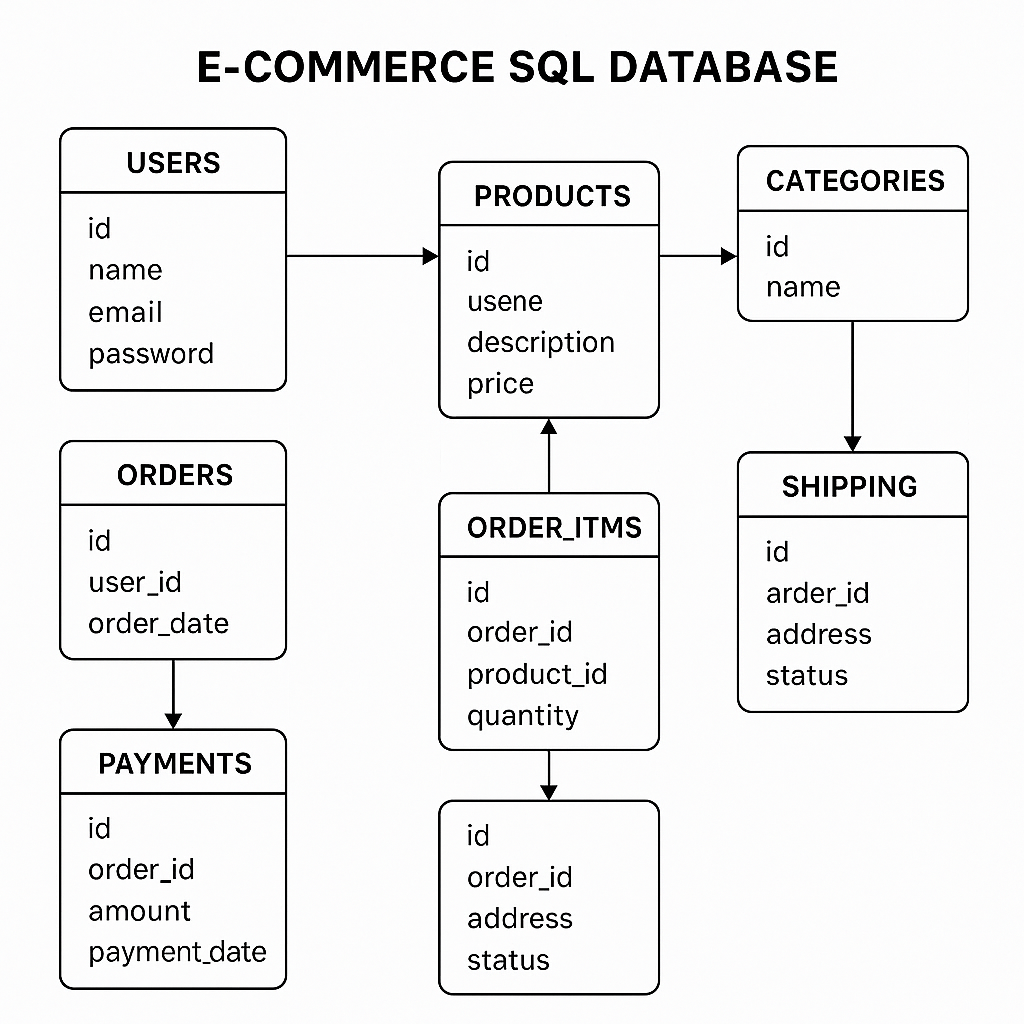 E-COMMERCE SQL DATABASE
USERS
id
name
email
password
PRODUCTS
id
usene
description
price
CATEGORIES
id
name
ORDERS
id
user_id
order_date
ORDER_ITMS
id
order_id
product_id
quantity
SHIPPING
id
arder_id
address
status
PAYMENTS
id
order_id
amount
payment_date
id
order_id
address
status